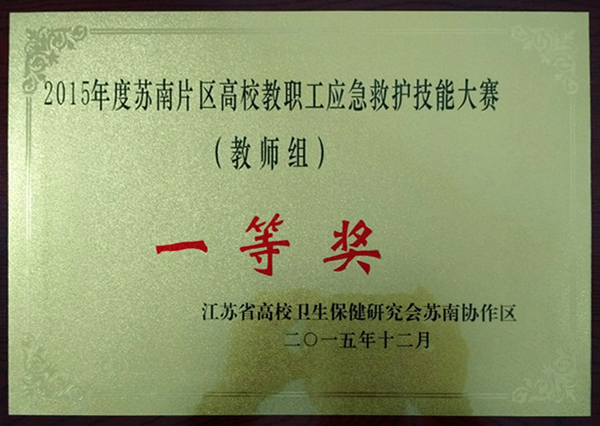 2015年度苏南片区高校教职工应急救护技能大赛
（教师组）
一等奖
江苏省高校卫生保健研究会苏南协作区
二〇一五年十二月